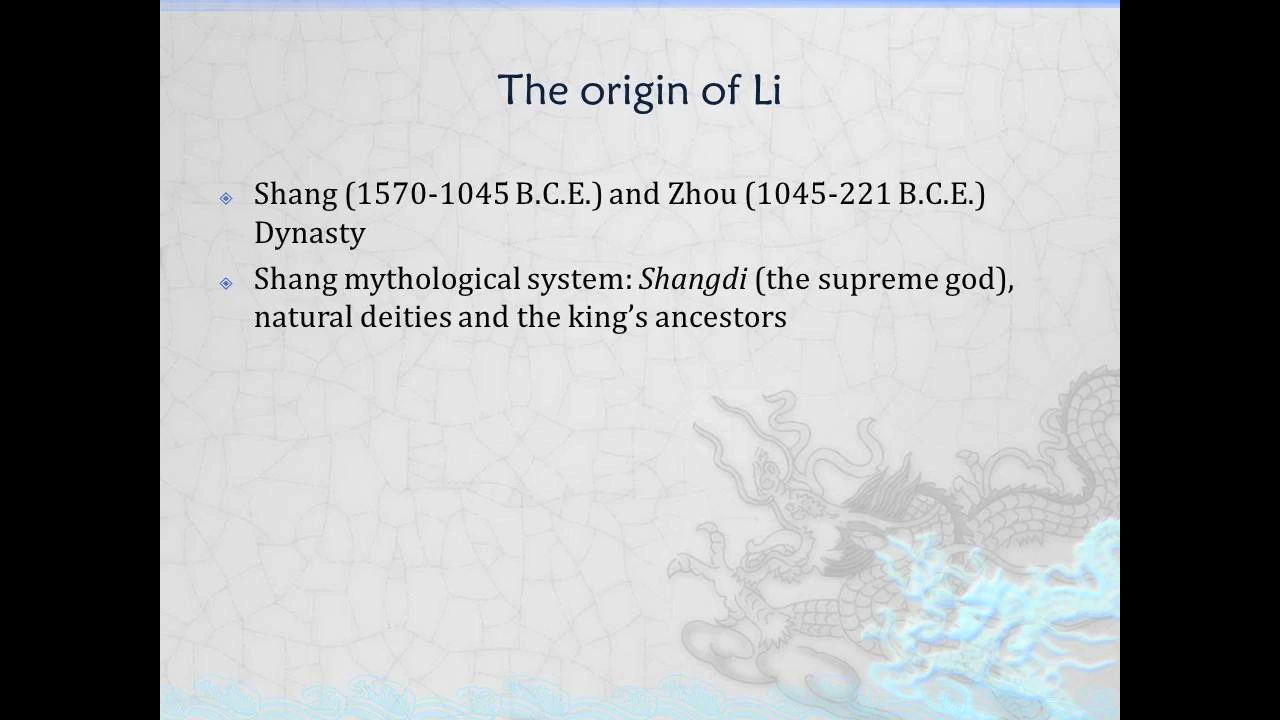 The origin of Li
Shang (1570-1045 B.C.E.) and Zhou (1045-221 B.C.E.)
Dynasty
Shang mythological system: Shangdi (the supreme god),
natural deities and the king’s ancestors